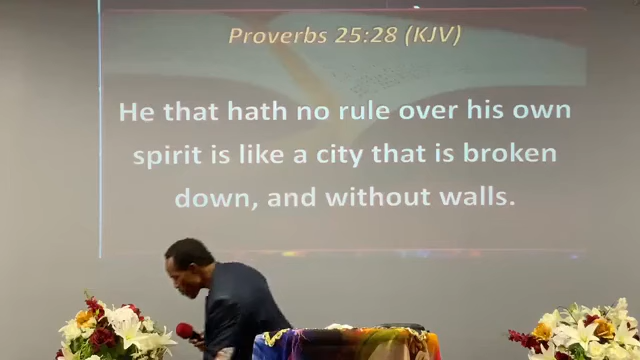 Proverbs 25:28 (KJV)
He that hath no rule over his own
spirit is like a city that is broken
down, and without walls.